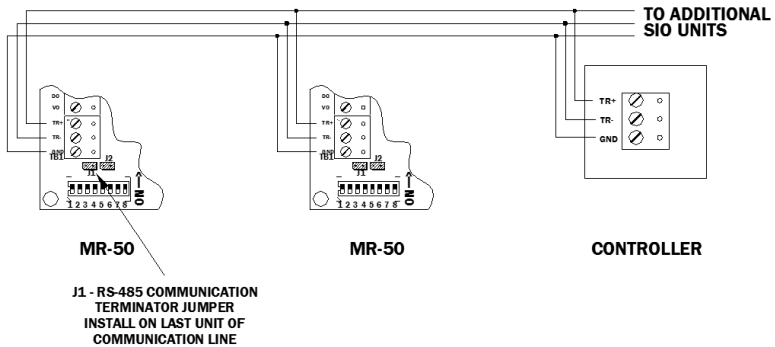 TO ADDITIONAL
SIO UNITS
DO
VO
TR+
TR-
GND
TB1
J1
J2
1 2 3 4 5 6 7 8
NO
MR-50
DO
VO
TR+
TR-
GND
TB1
J1
J2
1 2 3 4 5 6 7 8
NO
MR-50
TR+
TR-
GND
CONTROLLER
J1 - RS-485 COMMUNICATION
TERMINATOR JUMPER
INSTALL ON LAST UNIT OF
COMMUNICATION LINE